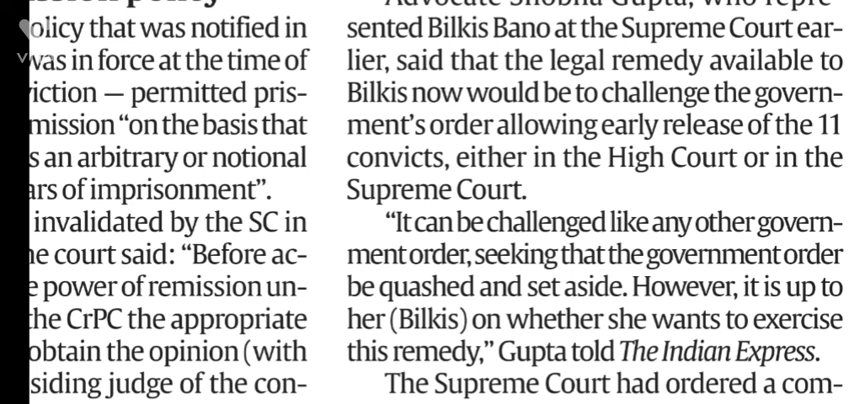 olicy that was notified in
was in force at the time of
viction — permitted pris-
mission “on the basis that
s an arbitrary or notional
ars of imprisonment”.
invalidated by the SC in
he court said: “Before ac-
e power of remission un-
the CrPC the appropriate
obtain the opinion (with
siding judge of the con-
Advocate Shobha Gupta, who repre-
sented Bilkis Bano at the Supreme Court ear-
lier, said that the legal remedy available to
Bilkis now would be to challenge the govern-
ment’s order allowing early release of the 11
convicts, either in the High Court or in the
Supreme Court.
“It can be challenged like any other govern-
ment order, seeking that the government order
be quashed and set aside. However, it is up to
her (Bilkis) on whether she wants to exercise
this remedy,” Gupta told The Indian Express.
The Supreme Court had ordered a com-